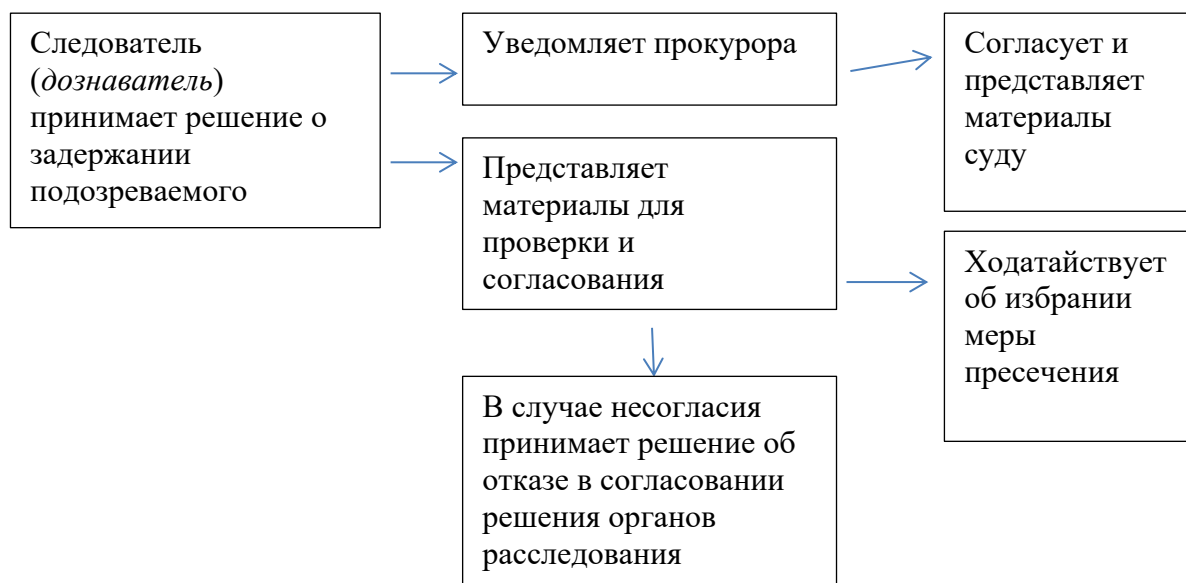 Следователь
(дознаватель)
принимает решение о
задержании
подозреваемого
Уведомляет прокурора
Согласует и
представляет
материалы
суду
Представляет
материалы для
проверки и
согласования
Ходатайствует
об избрании
меры
пресечения
В случае несогласия
принимает решение об
отказе в согласовании
решения органов
расследования